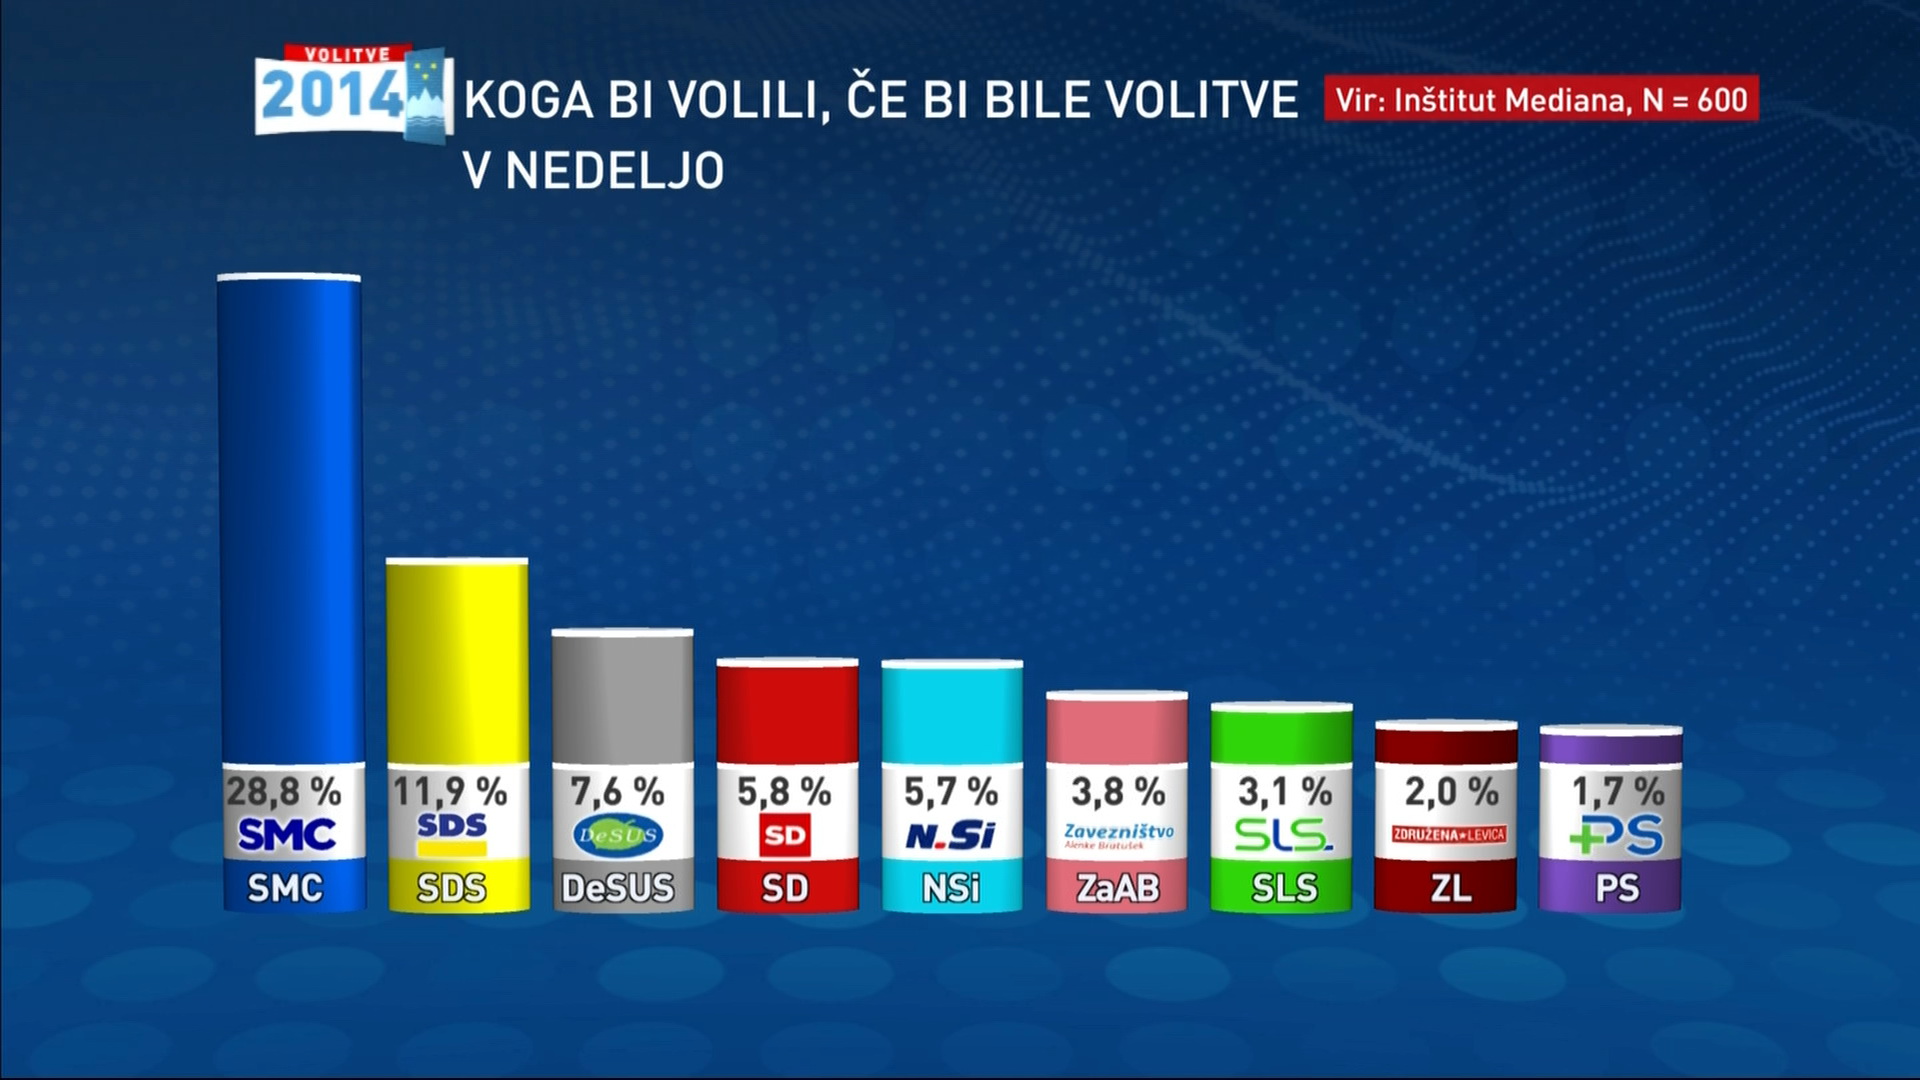 VOLITVE
2014
KOGA BI VOLILI, ČE BI BILE VOLITVE
V NEDELJO
Vir: Inštitut Mediana, N = 600
28,8 % 11,9 % 7,6 % 5,8 % 5,7 % 3,8 % 3,1 % 2,0 % 1,7 %
SMC SDS DeSUS SD N.Si Zavezništvo SLS. ZDRUŽENA★LEVICA +PS
Alenke Bratušek
SMC SDS DeSUS SD NSi ZaAB SLS ZL PS